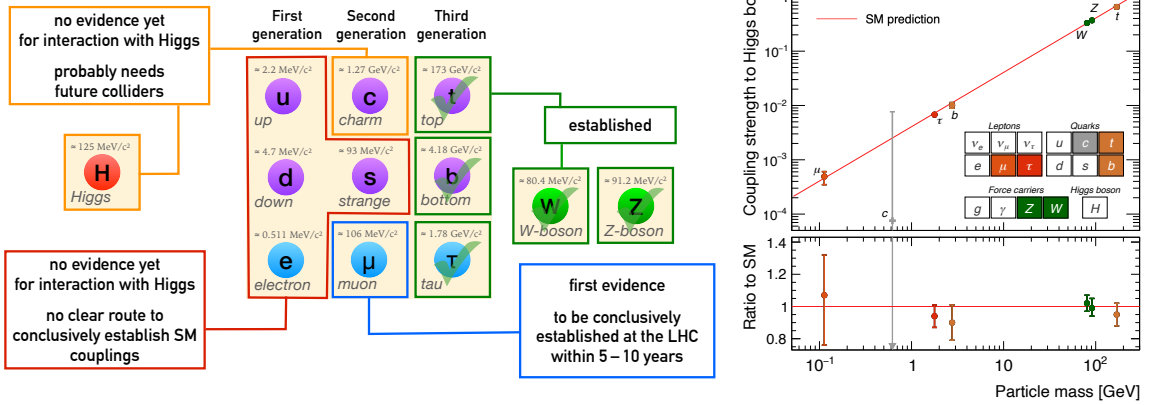 no evidence yet
for interaction with Higgs
probably needs
future colliders
≈ 125 MeV/c²
H
Higgs
no evidence yet
for interaction with Higgs
no clear route to
conclusively establish SM
couplings
First
generation
Second
generation
Third
generation
≈ 2.2 MeV/c²
u
up
≈ 1.27 GeV/c²
c
charm
≈ 173 GeV/c²
t
top
≈ 4.7 MeV/c²
d
down
≈ 93 MeV/c²
s
strange
≈ 4.18 GeV/c²
b
bottom
≈ 0.511 MeV/c²
e
electron
≈ 106 MeV/c²
μ
muon
≈ 1.78 GeV/c²
τ
tau
established
≈ 80.4 MeV/c²
W
W-boson
≈ 91.2 MeV/c²
Z
Z-boson
first evidence
to be conclusively
established at the LHC
within 5 – 10 years
Coupling strength to Higgs
SM prediction
10⁻¹
10⁻²
10⁻³
10⁻⁴
μ
c
τ
b
W
Z
t
Leptons
Quarks
νe νμ ντ u c t
e μ τ d s b
Force carriers
Higgs boson
g γ Z W H
Ratio to SM
1.4
1.2
1
0.8
10⁻¹ 1 10 10²
Particle mass [GeV]